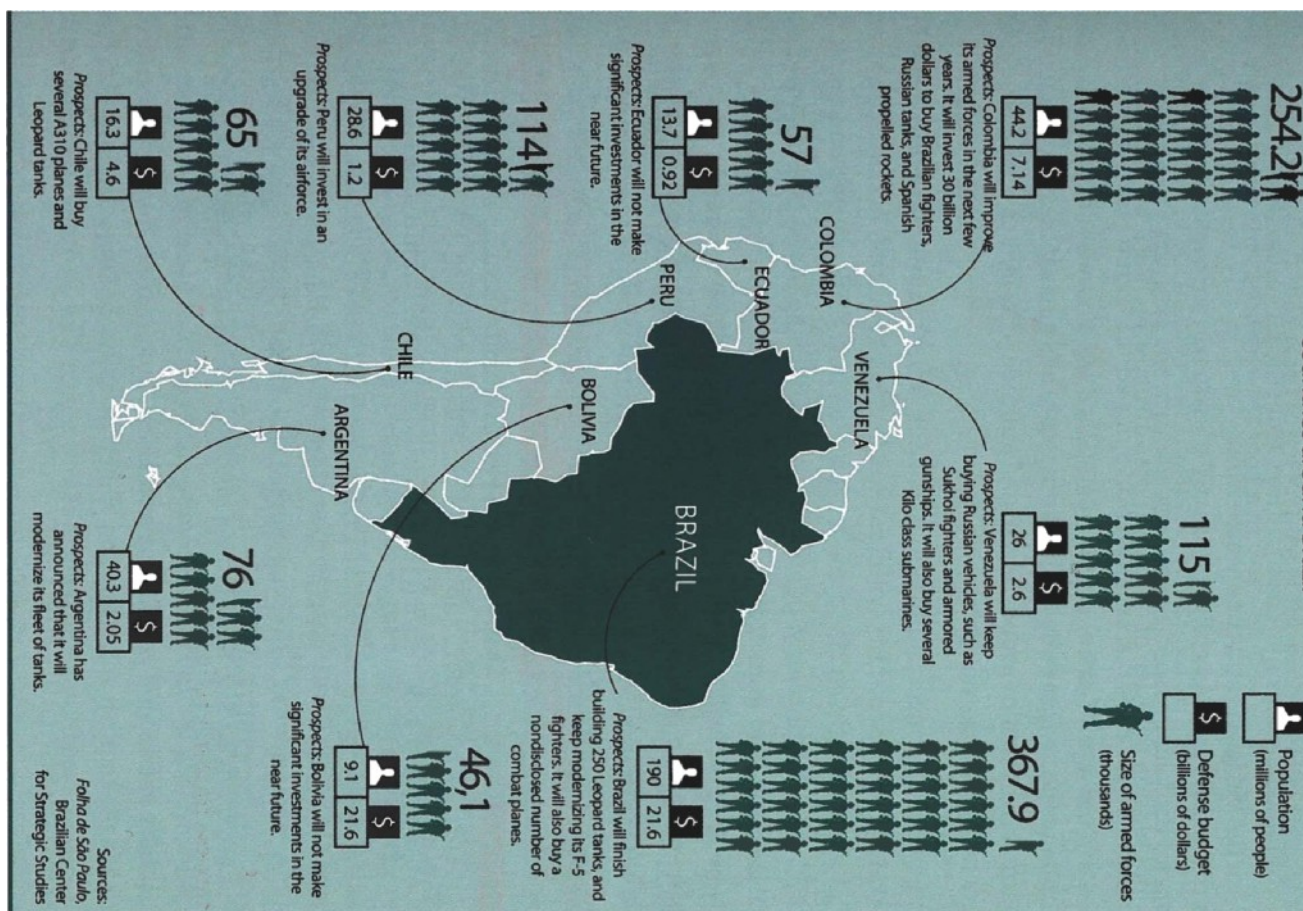 254.2
44.2 7.14
Prospects: Colombia will improve
its armed forces in the next few
years. It will invest 30 billion
dollars to buy Brazilian fighters,
Russian tanks, and Spanish
propelled rockets.
57
13.7 0.92
Prospects: Ecuador will not make
significant investments in the
near future.
114
28.6 1.2
Prospects: Peru will invest in an
upgrade of its airforce.
65
16.3 4.6
Prospects: Chile will buy
several A310 planes and
Leopard tanks.
COLOMBIA
VENEZUELA
ECUADOR
PERU
BRAZIL
BOLIVIA
CHILE
ARGENTINA
115
26 2.6
Prospects: Venezuela will keep
buying Russian vehicles, such as
Sukhol fighters and armored
gunships. It will also buy several
Kilo class submarines.
Population
(millions of people)
$ Defense budget
(billions of dollars)
Size of armed forces
(thousands)
367.9
190 21.6
Prospects: Brazil will finish
building 250 Leopard tanks, and
keep modernizing its F-5
fighters. It will also buy a
nondisclosed number of
combat planes.
46,1
9.1 21.6
Prospects: Bolivia will not make
significant investments in the
near future.
76
40.3 2.05
Prospects: Argentina has
announced that it will
modernize its fleet of tanks.
Sources:
Folha de São Paulo,
Brazilian Center
for Strategic Studies